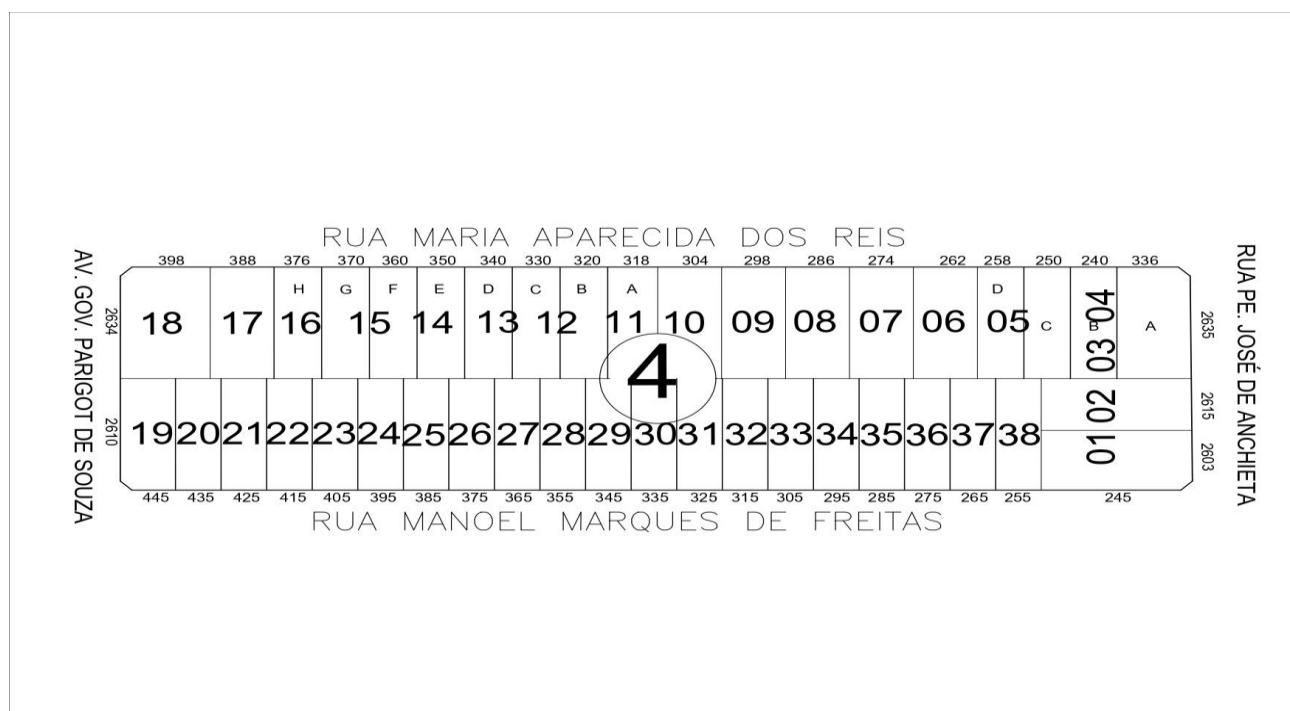 RUA MARIA APARECIDA DOS REIS
398 388 376 370 360 350 340 330 320 318 304 298 286 274 262 258 250 240 336
H G F E D C B A D C B A
18 17 16 15 14 13 12 11 10 09 08 07 06 05 03 04
4
19 20 21 22 23 24 25 26 27 28 29 30 31 32 33 34 35 36 37 38 01 02
445 435 425 415 405 395 385 375 365 355 345 335 325 315 305 295 285 275 265 255 245
RUA MANOEL MARQUES DE FREITAS
AV. GOV. PARIGOT DE SOUZA
2634
2610
RUA PE. JOSÉ DE ANCHIETA
2635
2615
2603